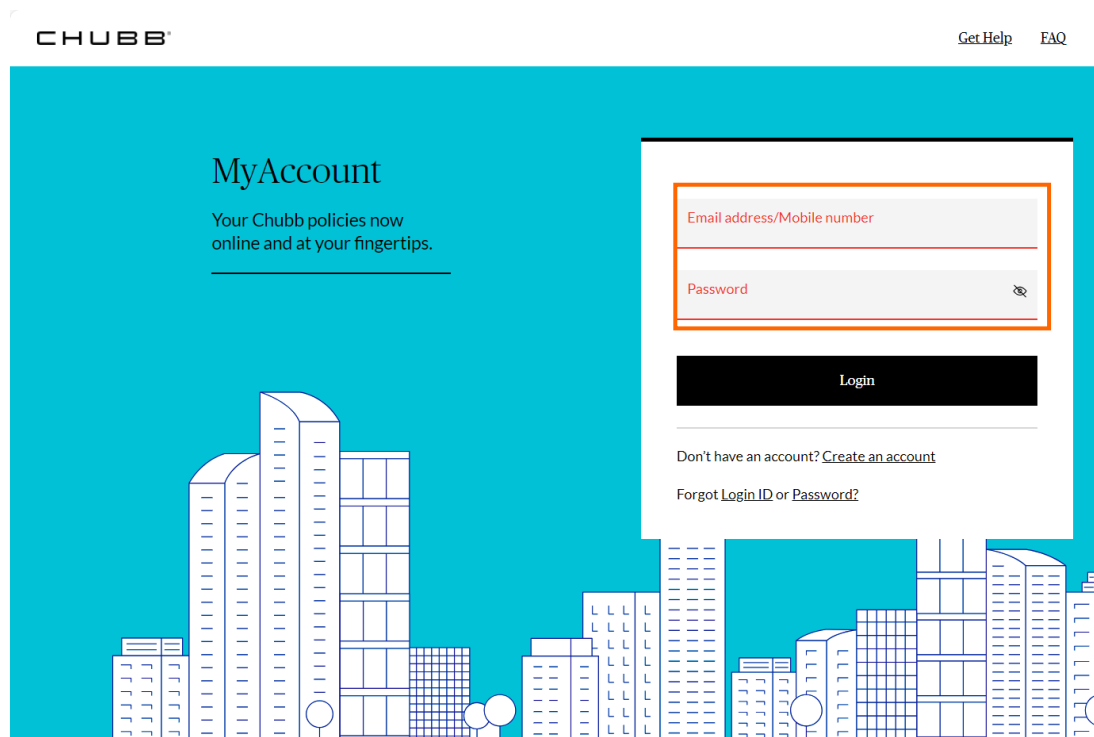 CHUBB®
Get Help
FAQ
MyAccount
Your Chubb policies now
online and at your fingertips.
Email address/Mobile number
Password
Login
Don't have an account? Create an account
Forgot Login ID or Password?